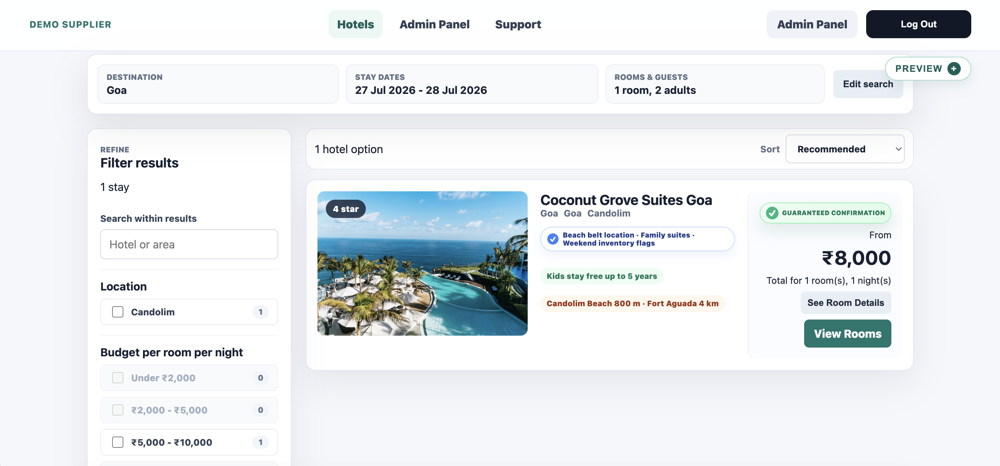 DEMO SUPPLIER
Hotels
Admin Panel
Support
Admin Panel
Log Out
PREVIEW
DESTINATION
Goa
STAY DATES
27 Jul 2026 - 28 Jul 2026
ROOMS & GUESTS
1 room, 2 adults
Edit search
REFINE
Filter results
1 stay
Search within results
Hotel or area
Location
Candolim
1
Budget per room per night
Under ₹2,000
0
₹2,000 - ₹5,000
0
₹5,000 - ₹10,000
1
1 hotel option
Sort
Recommended
4 star
Coconut Grove Suites Goa
Goa Goa Candolim
Beach belt location · Family suites ·
Weekend inventory flags
Kids stay free up to 5 years
Candolim Beach 800 m · Fort Aguada 4 km
GUARANTEED CONFIRMATION
From
₹8,000
Total for 1 room(s), 1 night(s)
See Room Details
View Rooms